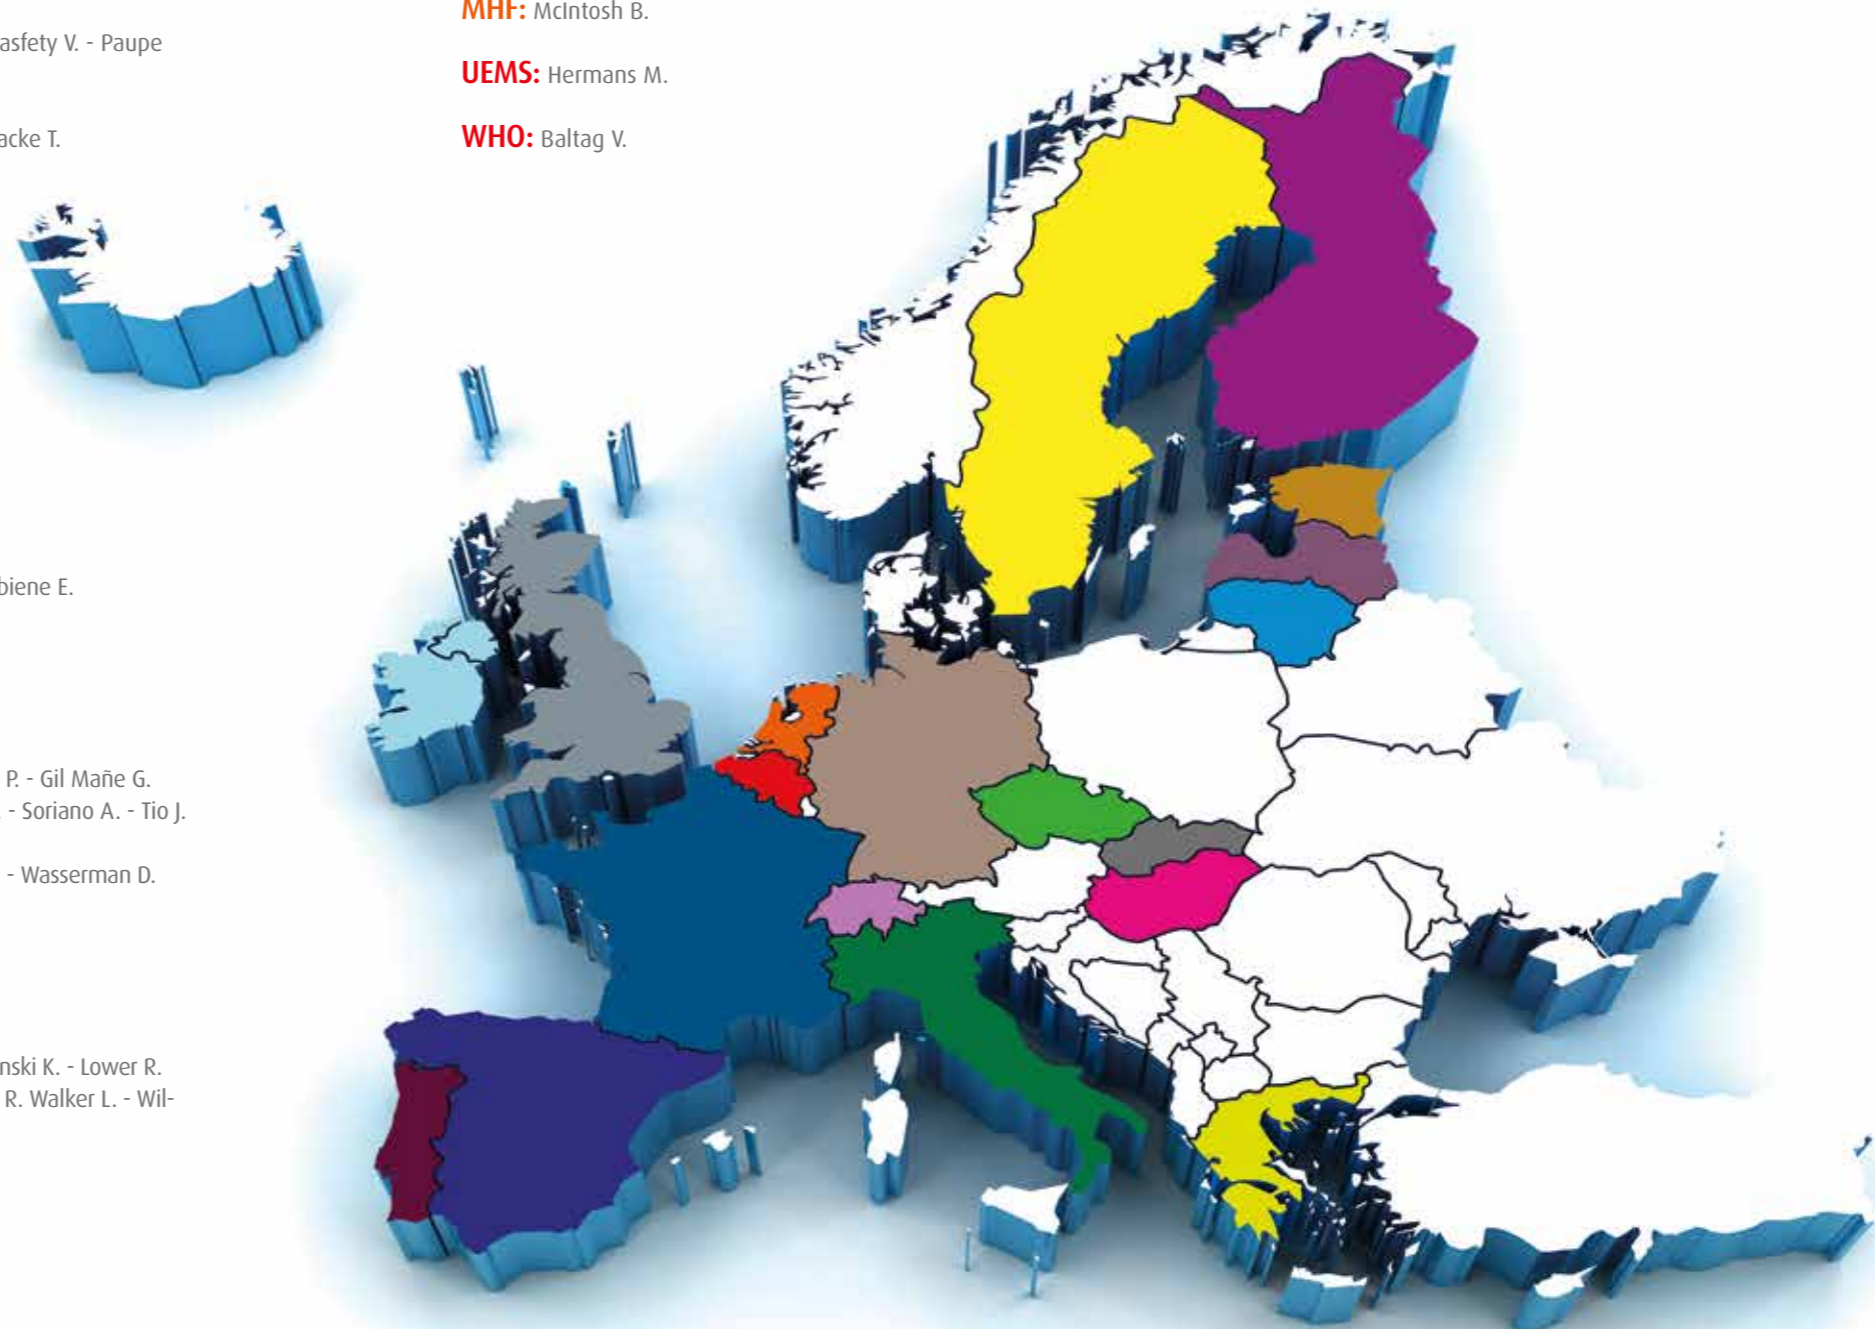 asfety V. - Paupe
acke T.
biene E.
P. - Gil Mañe G.
- Soriano A. - Tio J.
- Wasserman D.
nski K. - Lower R.
R. Walker L. - Wil-
MHF: McIntosh B.
UEMS: Hermans M.
WHO: Baltag V.